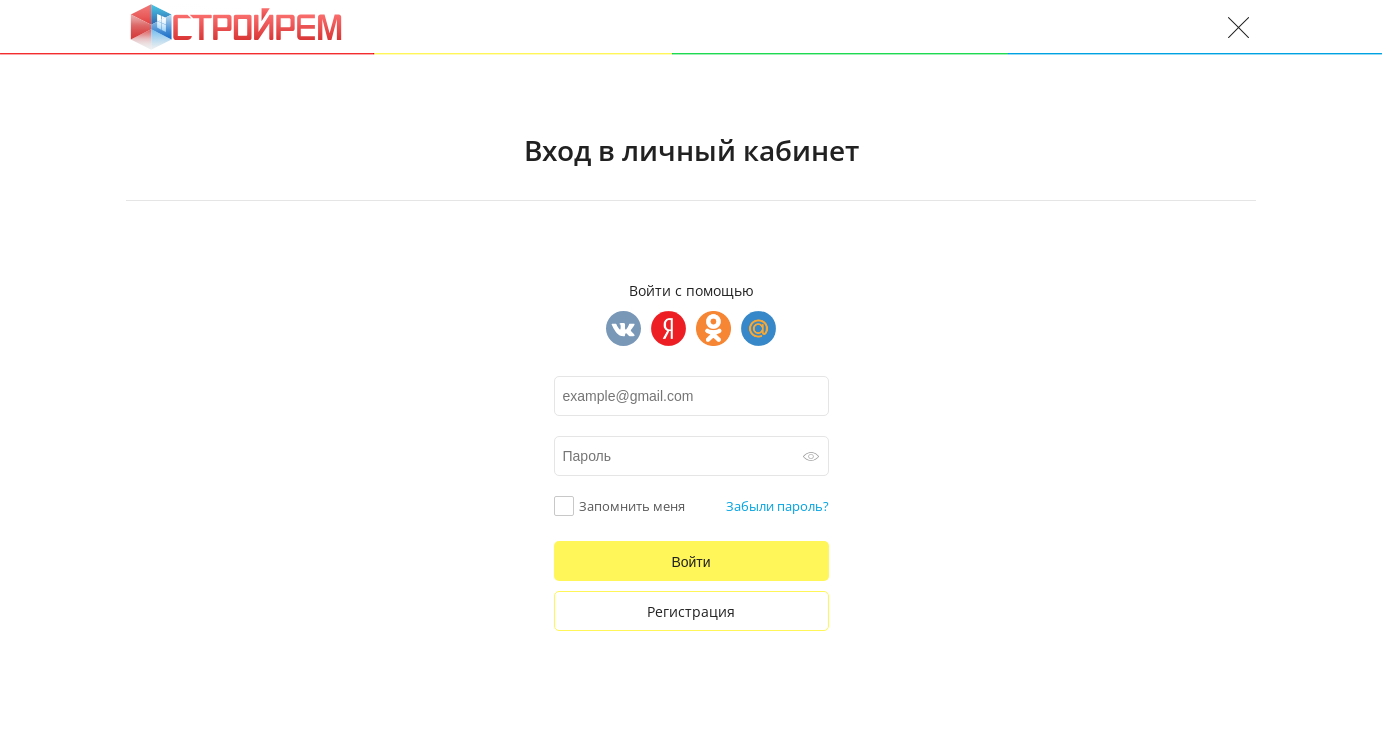 СТРОЙРЕМ
Вход в личный кабинет
Войти с помощью
Я
@
example@gmail.com
Пароль
Запомнить меня
Забыли пароль?
Войти
Регистрация